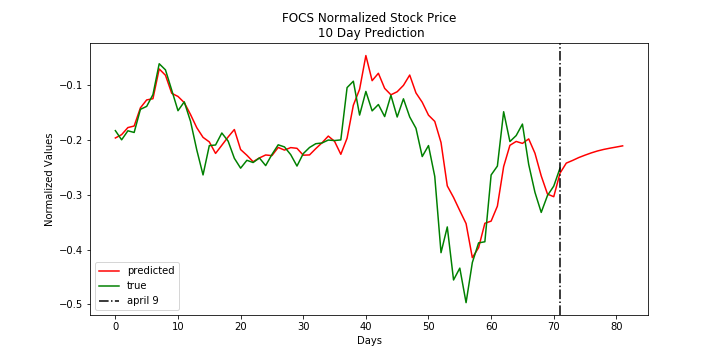 FOCS Normalized Stock Price
10 Day Prediction
Normalized Values
−0.1
−0.2
−0.3
−0.4
−0.5
predicted
true
april 9
0
10
20
30
40
50
60
70
80
Days